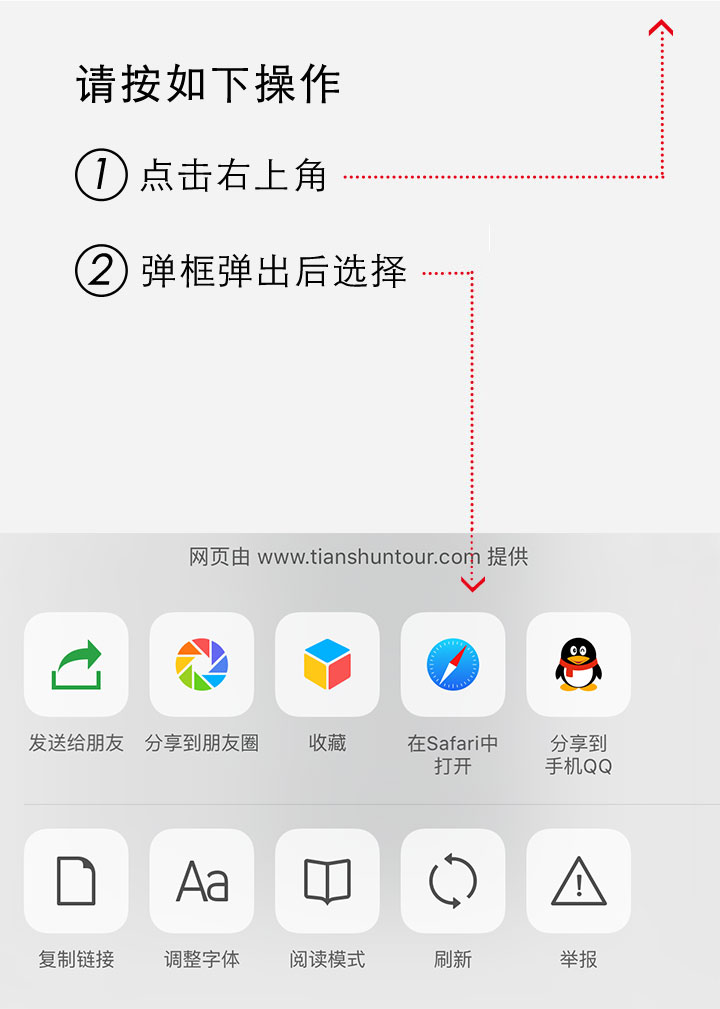 请按如下操作
① 点击右上角
② 弹框弹出后选择
网页由 www.tianshuntour.com 提供
发送给朋友
分享到朋友圈
收藏
在Safari中
打开
分享到
手机QQ
Aa
复制链接
调整字体
阅读模式
刷新
举报